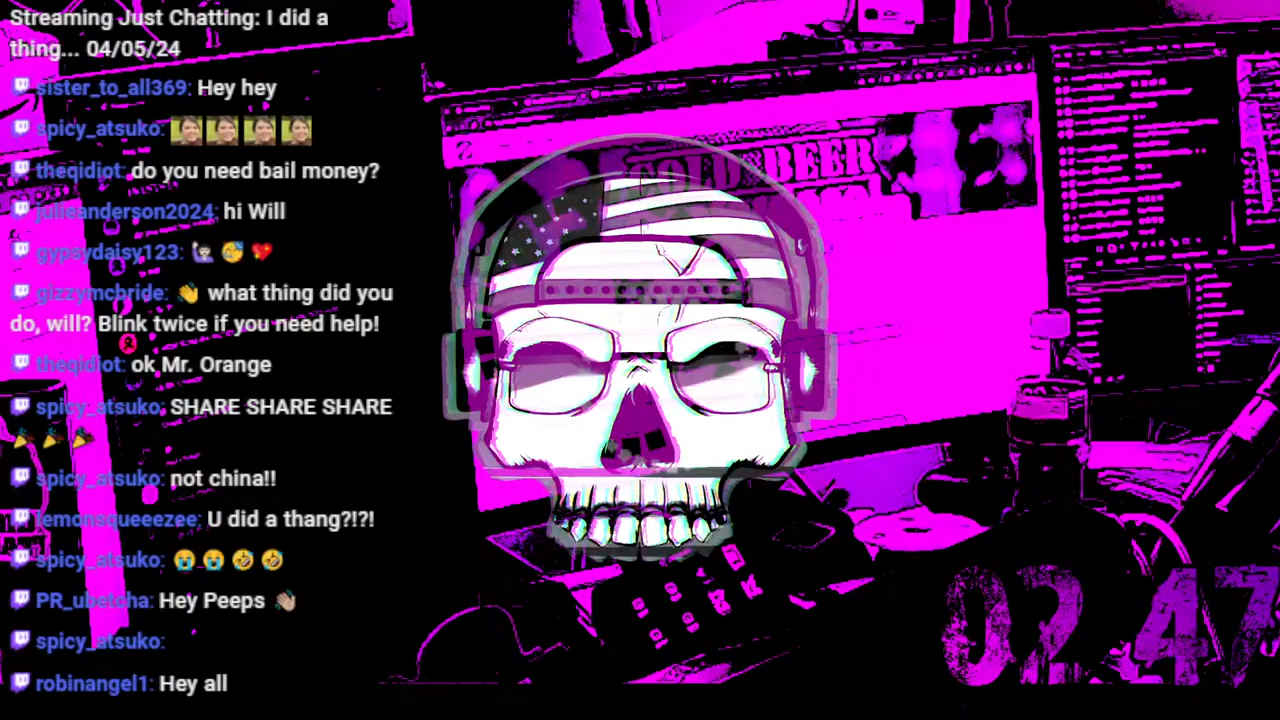 Streaming Just Chatting: I did a
thing... 04/05/24
sister_to_all369: Hey hey
spicy_atsuko:
theqidiot: do you need bail money?
julieanderson2024: hi Will
gypsydaisy123: 🙋🏻‍♀️ 🥳 💖
gizzymcbride: 👋 what thing did you
do, will? Blink twice if you need help!
theqidiot: ok Mr. Orange
spicy_atsuko: SHARE SHARE SHARE
🎉 🎉 🎉
spicy_atsuko: not china!!
lemonsqueeezee: U did a thang?!?!
spicy_atsuko: 😭 😭 🤣 🤣
PR_ubetcha: Hey Peeps 👋🏽
spicy_atsuko:
robinangel1: Hey all
COLD BEER
02:47